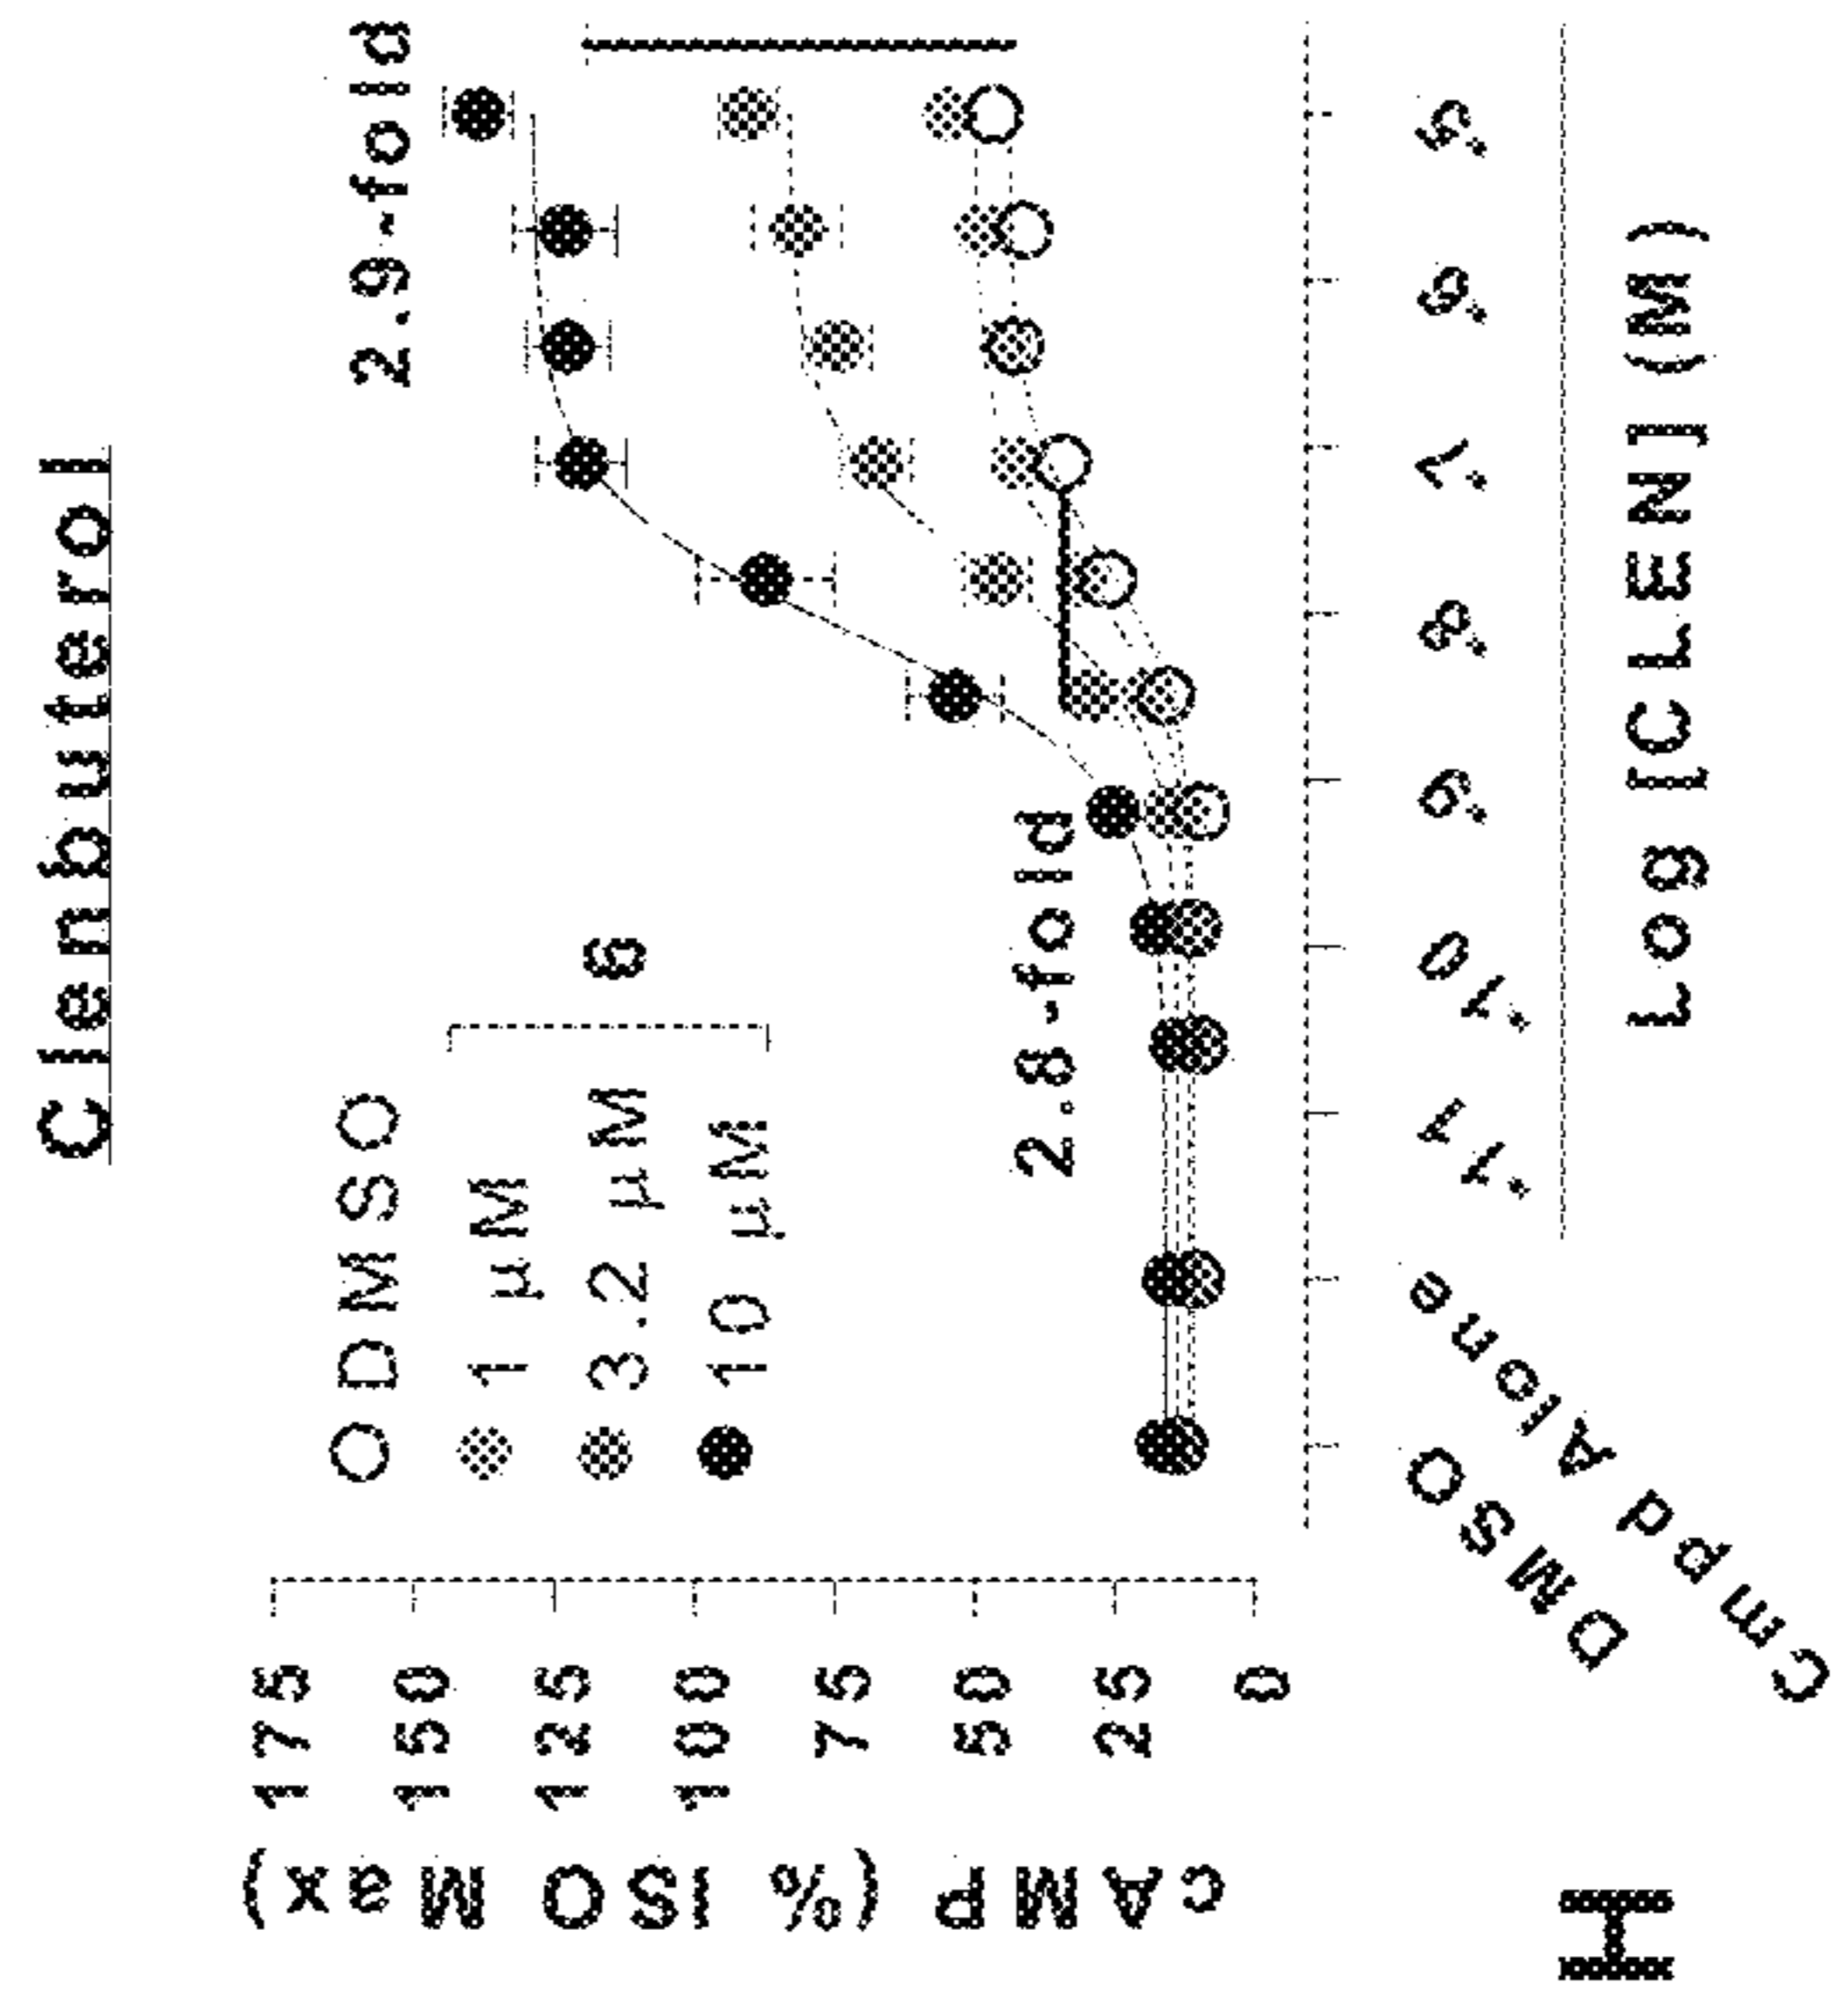 H
Clenbuterol
cAMP (% ISO Max)
175
150
125
100
75
50
25
0
DMSO
1 µM
3.2 µM
10 µM
6
2.9-fold
2.8-fold
DMSO
Cmpd Alone
-11
-10
-9
-8
-7
-6
-5
Log [CLEN] (M)